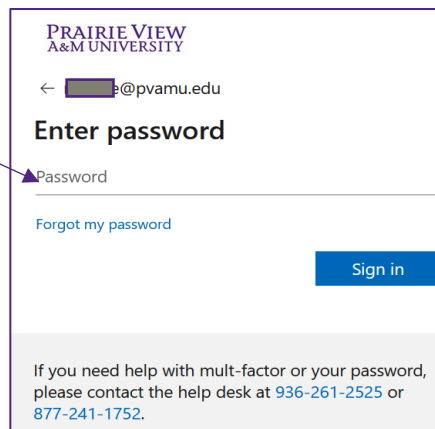 PRAIRIE VIEW
A&M UNIVERSITY
← e@pvamu.edu
Enter password
Password
Forgot my password
Sign in
If you need help with mult-factor or your password,
please contact the help desk at 936-261-2525 or
877-241-1752.